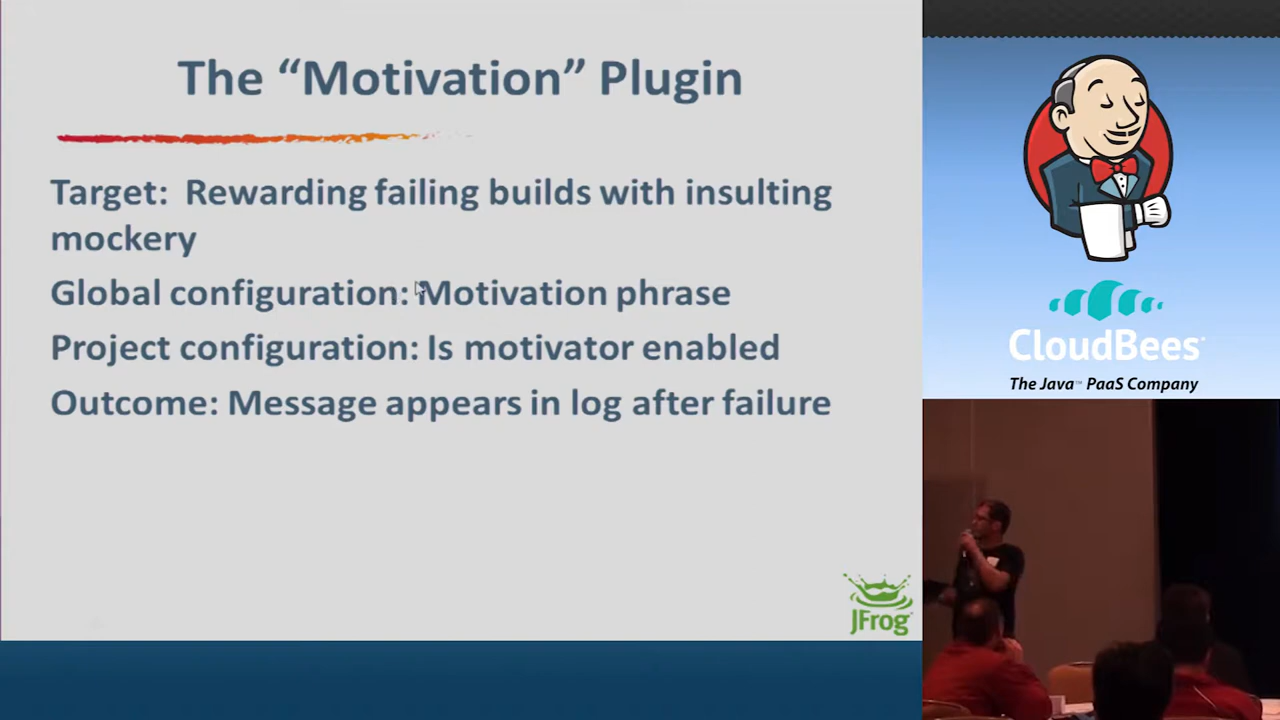 The “Motivation” Plugin
Target: Rewarding failing builds with insulting
mockery
Global configuration: Motivation phrase
Project configuration: Is motivator enabled
Outcome: Message appears in log after failure
JFrog
CloudBees
The Java™ PaaS Company